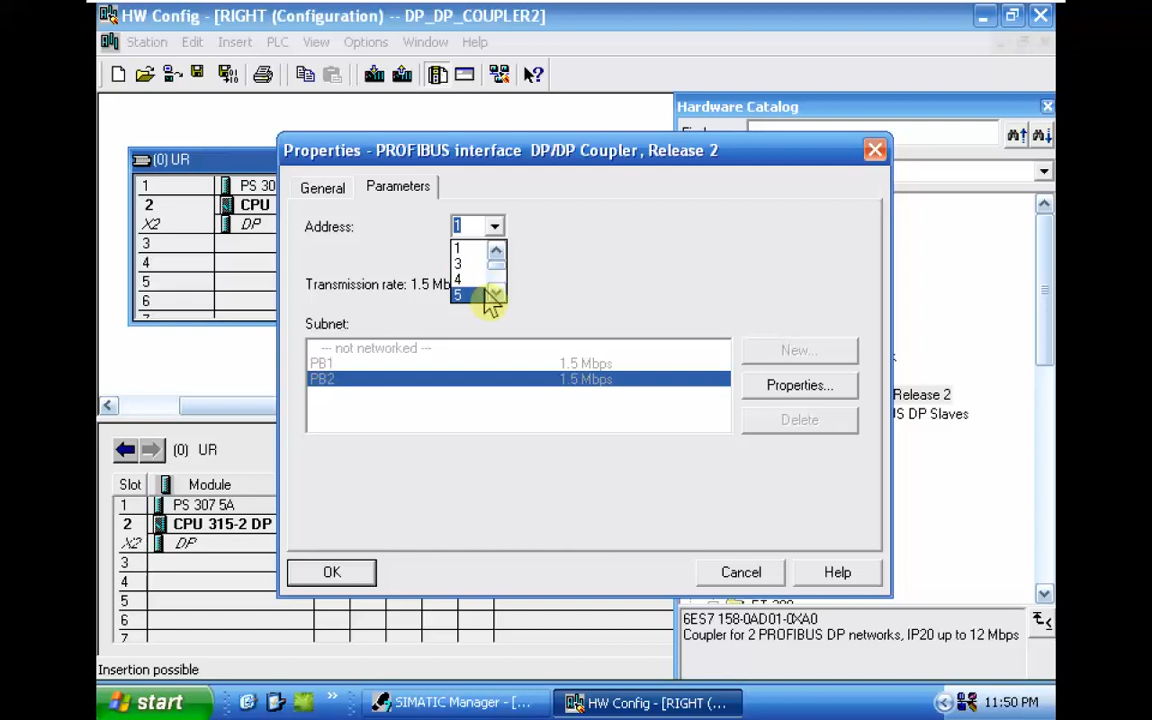 HW Config - [RIGHT (Configuration) -- DP_DP_COUPLER2]
Station Edit Insert PLC View Options Window Help
Hardware Catalog
(0) UR
1 PS 30
2 CPU
X2 DP
3
4
5
6
Properties - PROFIBUS interface DP/DP Coupler, Release 2
General Parameters
Address: 1
1
3
4
5
Transmission rate: 1.5 Mb
Subnet:
--- not networked ---
PB1 1.5 Mbps
PB2 1.5 Mbps
New...
Properties...
Delete
OK Cancel Help
Release 2
S DP Slaves
(0) UR
Slot Module
1 PS 307 5A
2 CPU 315-2 DP
X2 DP
3
4
5
6
7
6ES7 158-0AD01-0XA0
Coupler for 2 PROFIBUS DP networks, IP20 up to 12 Mbps
Insertion possible
start SIMATIC Manager - [... HW Config - [RIGHT (... 11:50 PM